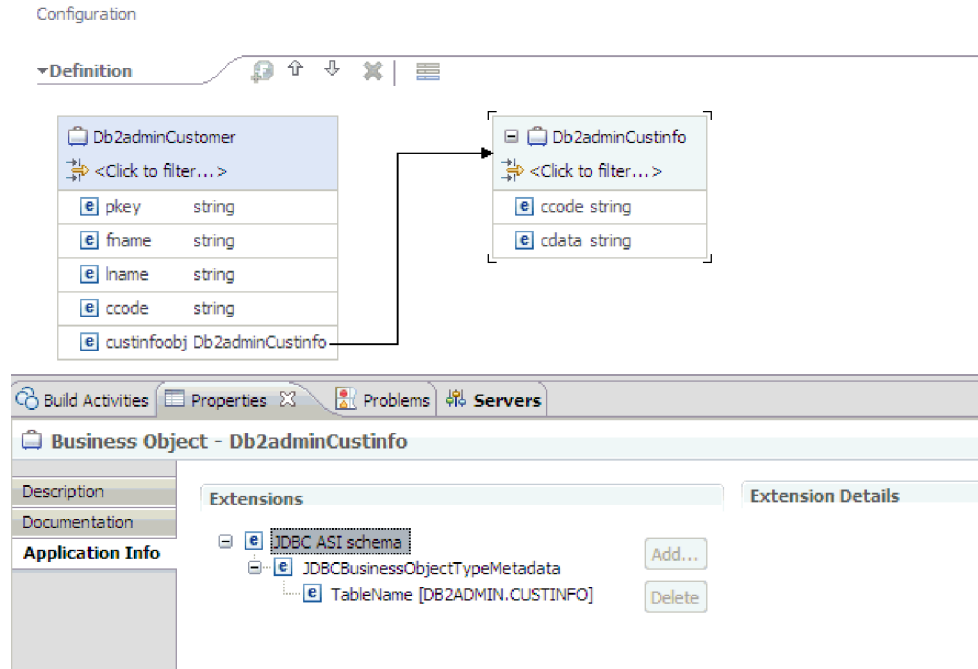 Configuration
Definition
Db2adminCustomer
<Click to filter...>
pkey string
fname string
lname string
ccode string
custinfoobj Db2adminCustinfo
Db2adminCustinfo
<Click to filter...>
ccode string
cdata string
Build Activities Properties Problems Servers
Business Object - Db2adminCustinfo
Description
Documentation
Application Info
Extensions
JDBC ASI schema
JDBCBusinessObjectTypeMetadata
TableName [DB2ADMIN.CUSTINFO]
Add...
Delete
Extension Details